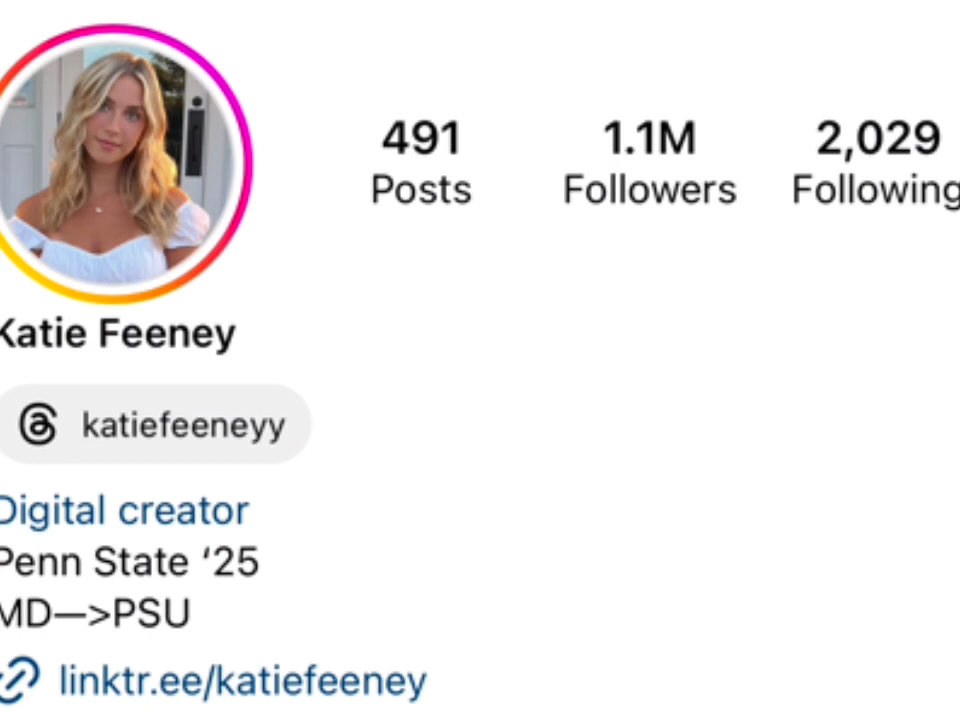 491 1.1M 2,029
Posts Followers Following
Katie Feeney
katiefeeneyy
Digital creator
Penn State ‘25
MD—>PSU
linktr.ee/katiefeeney